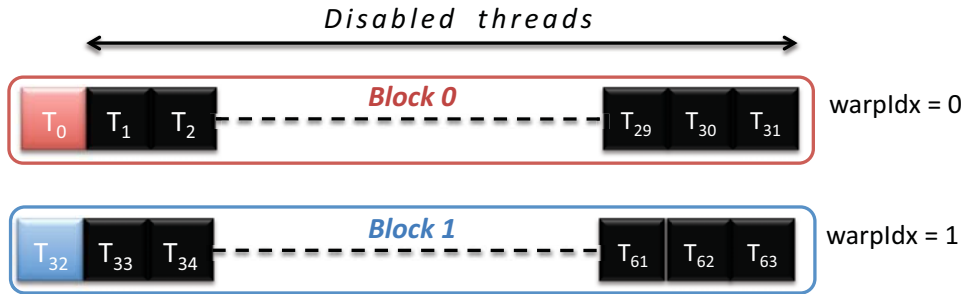 Disabled threads
Block 0
T0 T1 T2 T29 T30 T31
warpIdx = 0
Block 1
T32 T33 T34 T61 T62 T63
warpIdx = 1